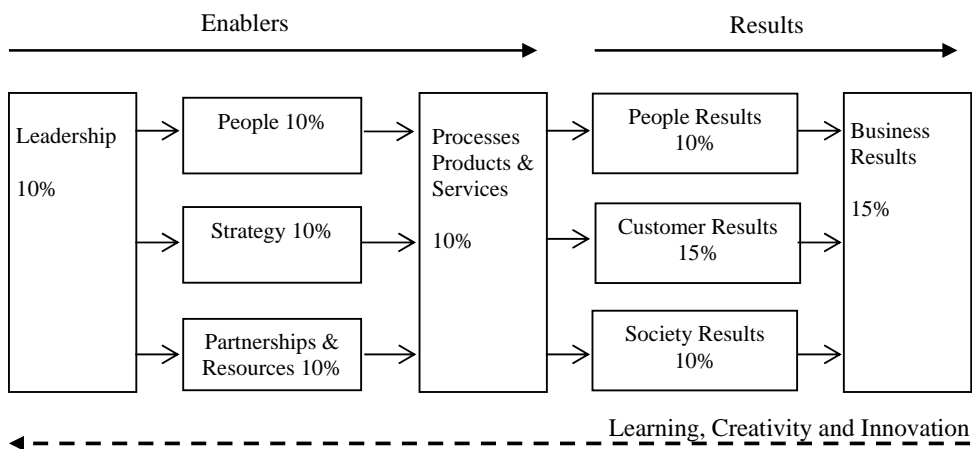 Enablers
Results
Leadership
10%
People 10%
Strategy 10%
Partnerships &
Resources 10%
Processes
Products &
Services
10%
People Results
10%
Customer Results
15%
Society Results
10%
Business
Results
15%
Learning, Creativity and Innovation